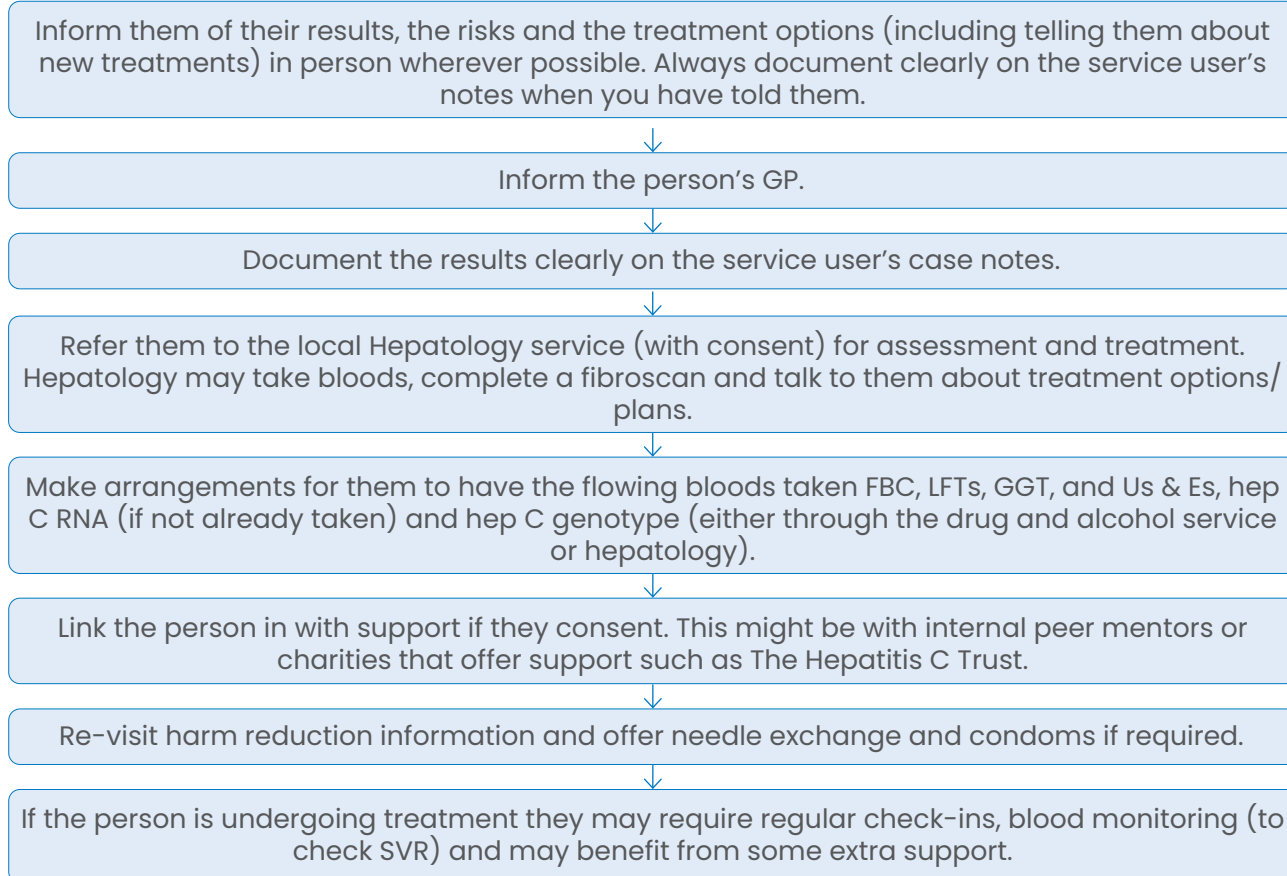 Inform them of their results, the risks and the treatment options (including telling them about
new treatments) in person wherever possible. Always document clearly on the service user's
notes when you have told them.
Inform the person's GP.
Document the results clearly on the service user's case notes.
Refer them to the local Hepatology service (with consent) for assessment and treatment.
Hepatology may take bloods, complete a fibroscan and talk to them about treatment options/
plans.
Make arrangements for them to have the flowing bloods taken FBC, LFTs, GGT, and Us & Es, hep
C RNA (if not already taken) and hep C genotype (either through the drug and alcohol service
or hepatology).
Link the person in with support if they consent. This might be with internal peer mentors or
charities that offer support such as The Hepatitis C Trust.
Re-visit harm reduction information and offer needle exchange and condoms if required.
If the person is undergoing treatment they may require regular check-ins, blood monitoring (to
check SVR) and may benefit from some extra support.